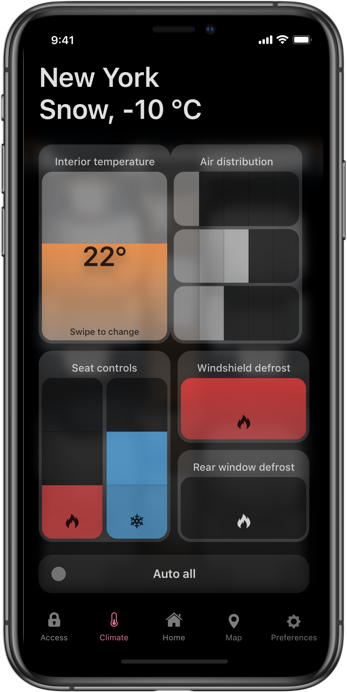 9:41
New York
Snow, -10 °C
Interior temperature
Air distribution
22°
Swipe to change
Seat controls
Windshield defrost
Rear window defrost
Auto all
Access
Climate
Home
Map
Preferences